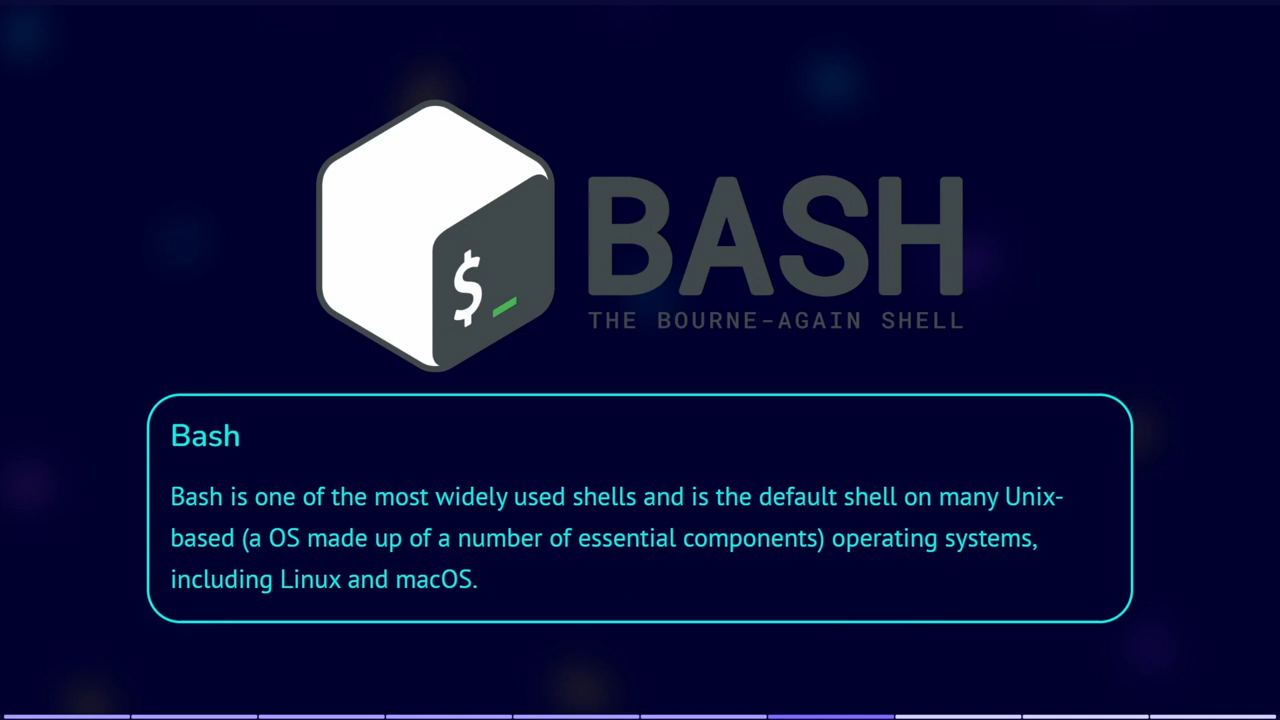 $_
BASH
THE BOURNE-AGAIN SHELL
Bash
Bash is one of the most widely used shells and is the default shell on many Unix-
based (a OS made up of a number of essential components) operating systems,
including Linux and macOS.